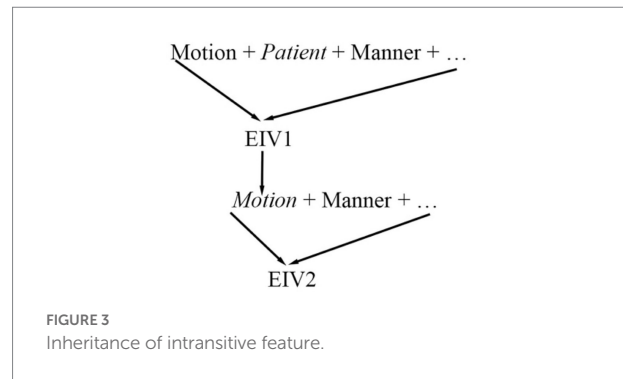 Motion + Patient + Manner + …
EIV1
Motion + Manner + …
EIV2
FIGURE 3
Inheritance of intransitive feature.